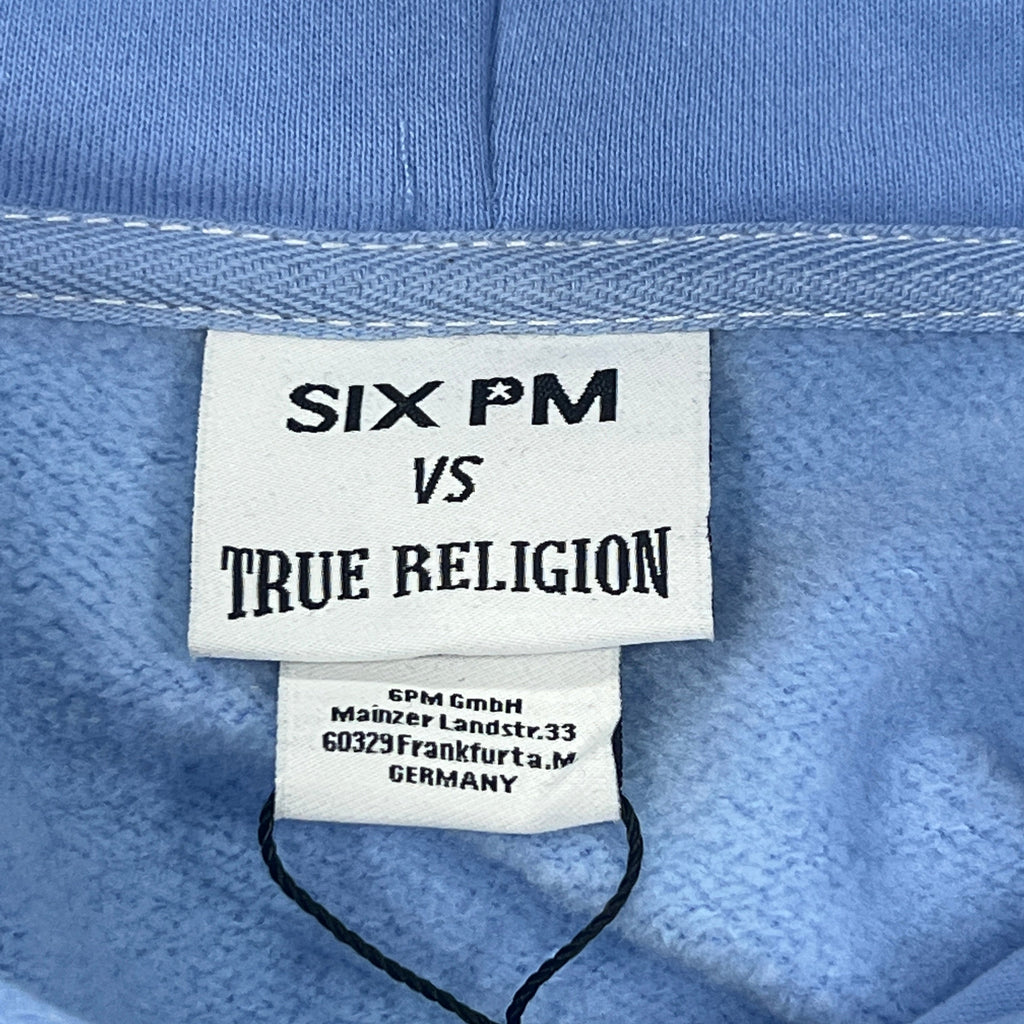 SIX PM
VS
TRUE RELIGION
6PM GmbH
Mainzer Landstr.33
60329 Frankfurt a.M
GERMANY